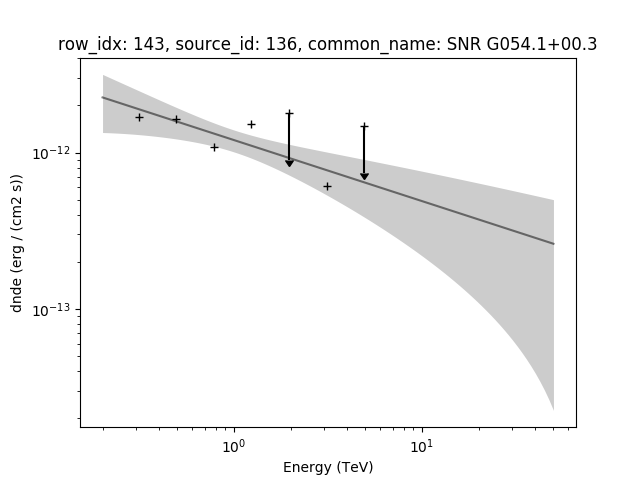 row_idx: 143, source_id: 136, common_name: SNR G054.1+00.3
dnde (erg / (cm2 s))
10⁻¹²
10⁻¹³
10⁰ 10¹
Energy (TeV)